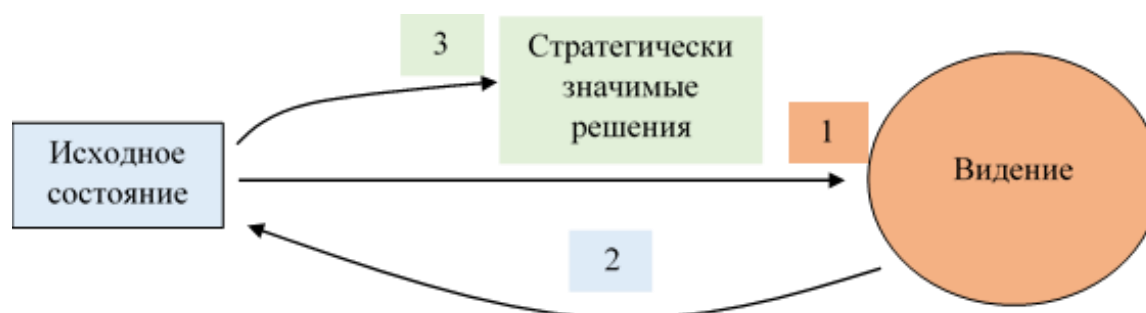 3
Стратегически
значимые
решения
1
Исходное
состояние
Видение
2